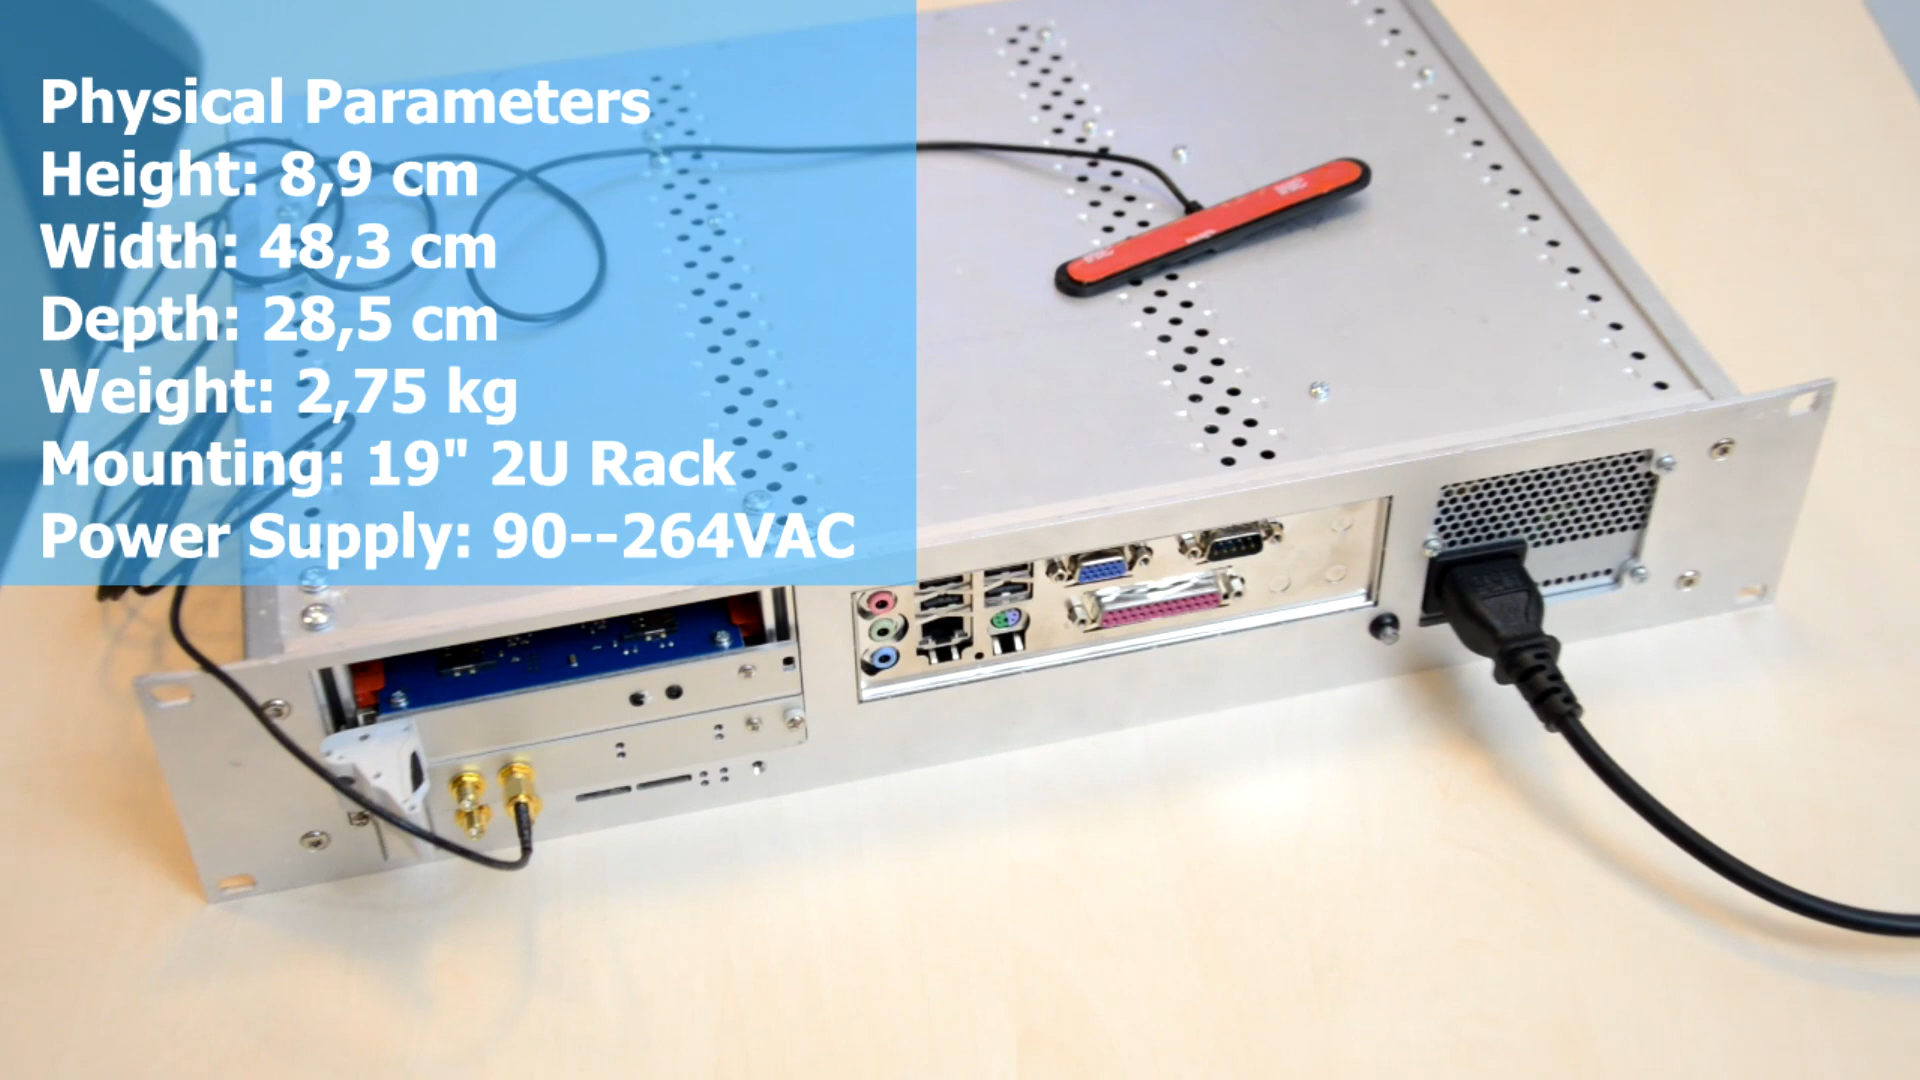 Physical Parameters
Height: 8,9 cm
Width: 48,3 cm
Depth: 28,5 cm
Weight: 2,75 kg
Mounting: 19" 2U Rack
Power Supply: 90--264VAC